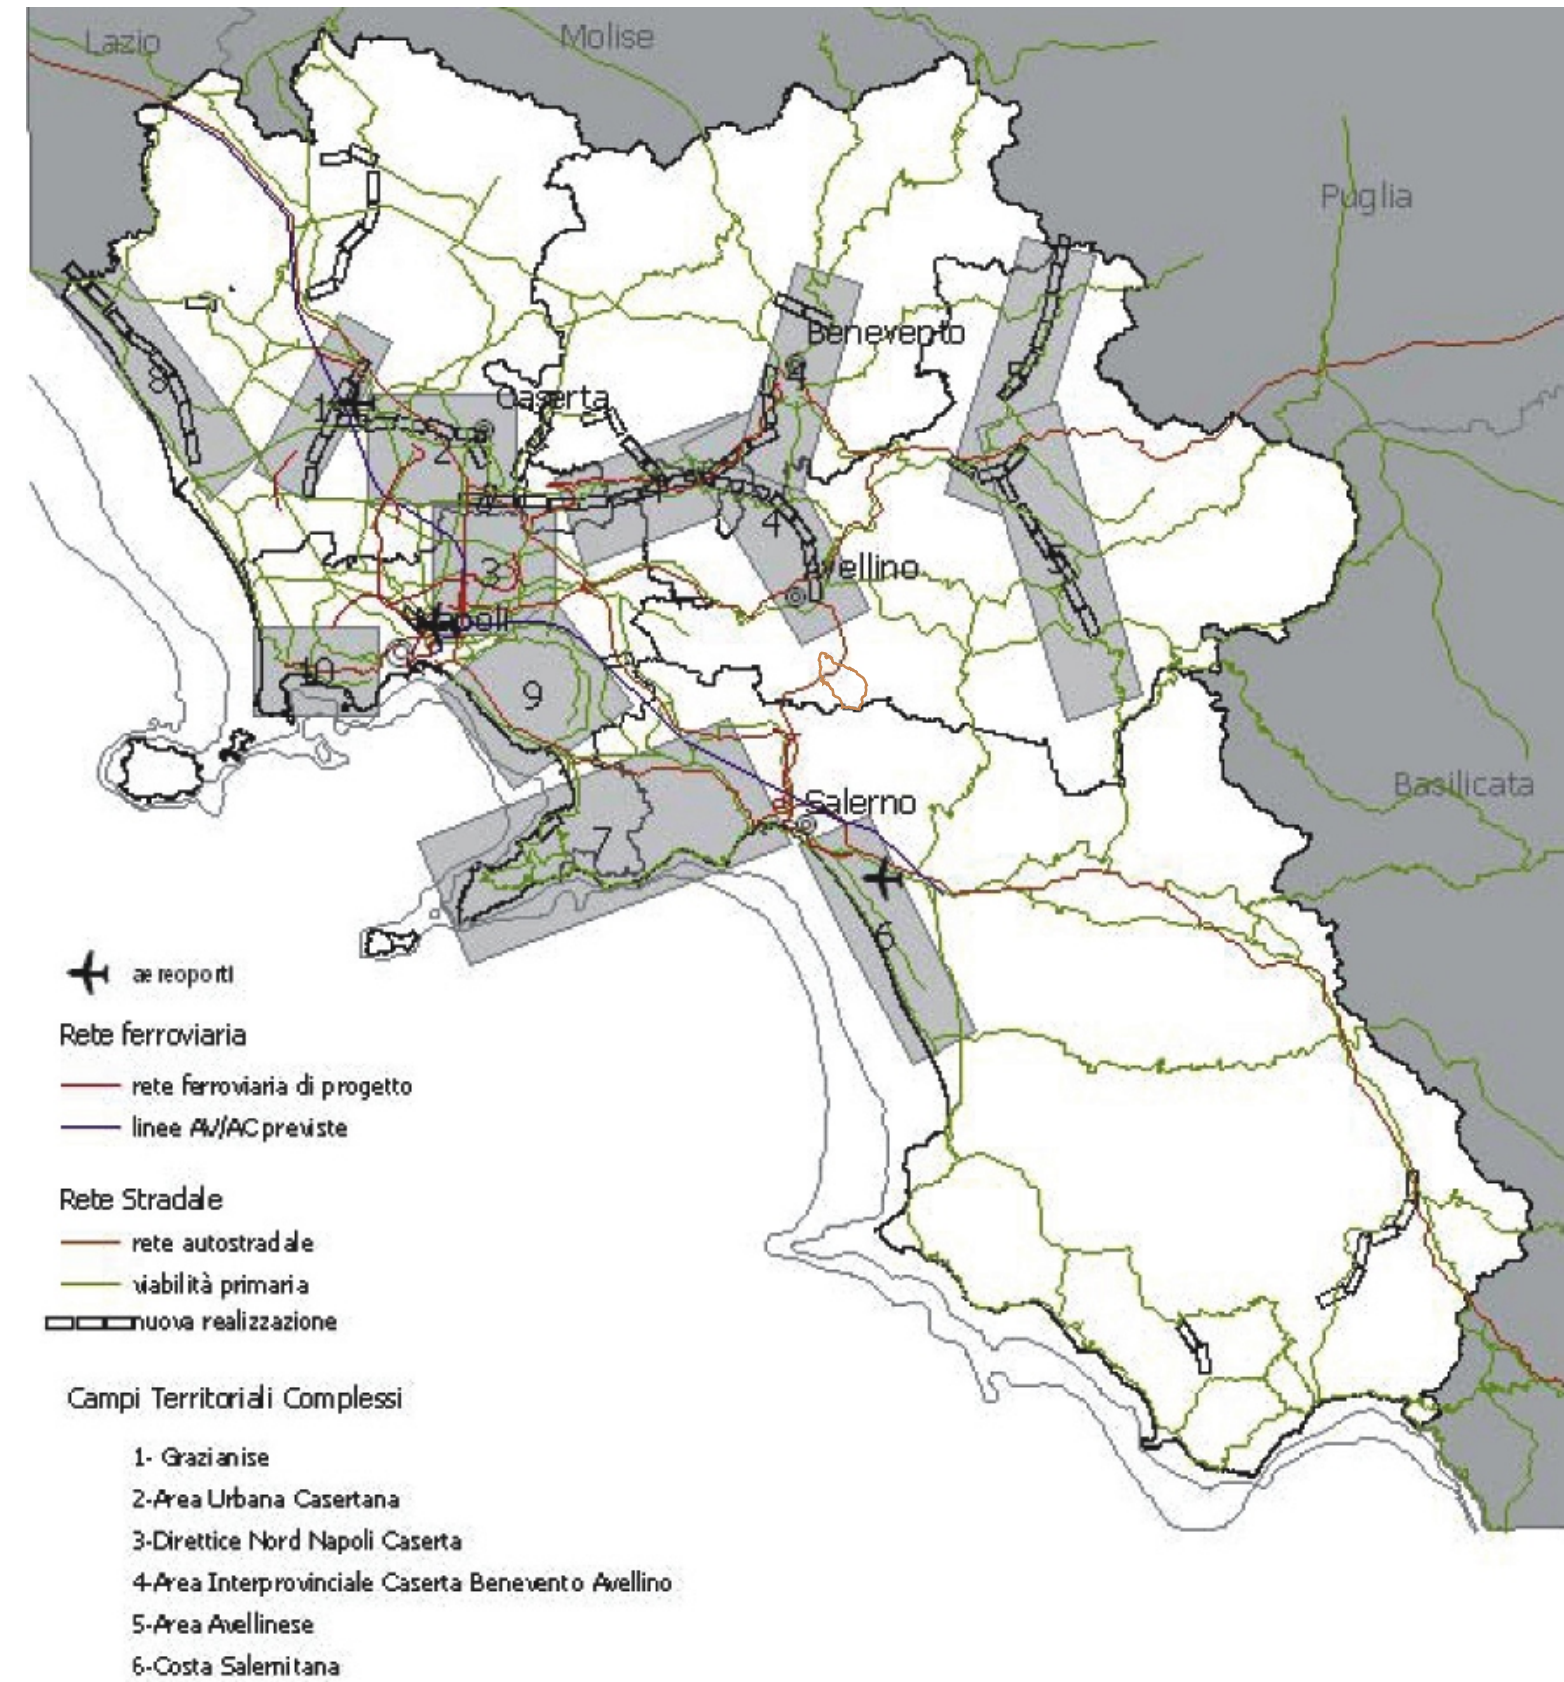 Lazio
Molise
Puglia
Benevento
8
1
Caserta
4
5
2
4
4
3
Avellino
5
Napoli
10
9
Basilicata
Salerno
7
6
aereoporti
Rete ferroviaria
rete ferroviaria di progetto
linee AV/AC previste
Rete Stradale
rete autostradale
viabilità primaria
nuova realizzazione
Campi Territoriali Complessi
1- Grazianise
2-Area Urbana Casertana
3-Direttice Nord Napoli Caserta
4-Area Interprovinciale Caserta Benevento Avellino
5-Area Avellinese
6-Costa Salernitana